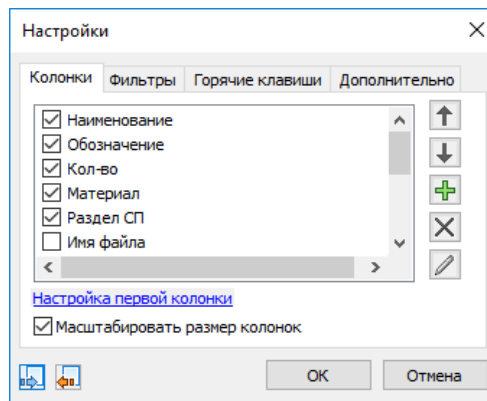 Настройки
Колонки Фильтры Горячие клавиши Дополнительно
Наименование
Обозначение
Кол-во
Материал
Раздел СП
Имя файла
Настройка первой колонки
Масштабировать размер колонок
ОК Отмена